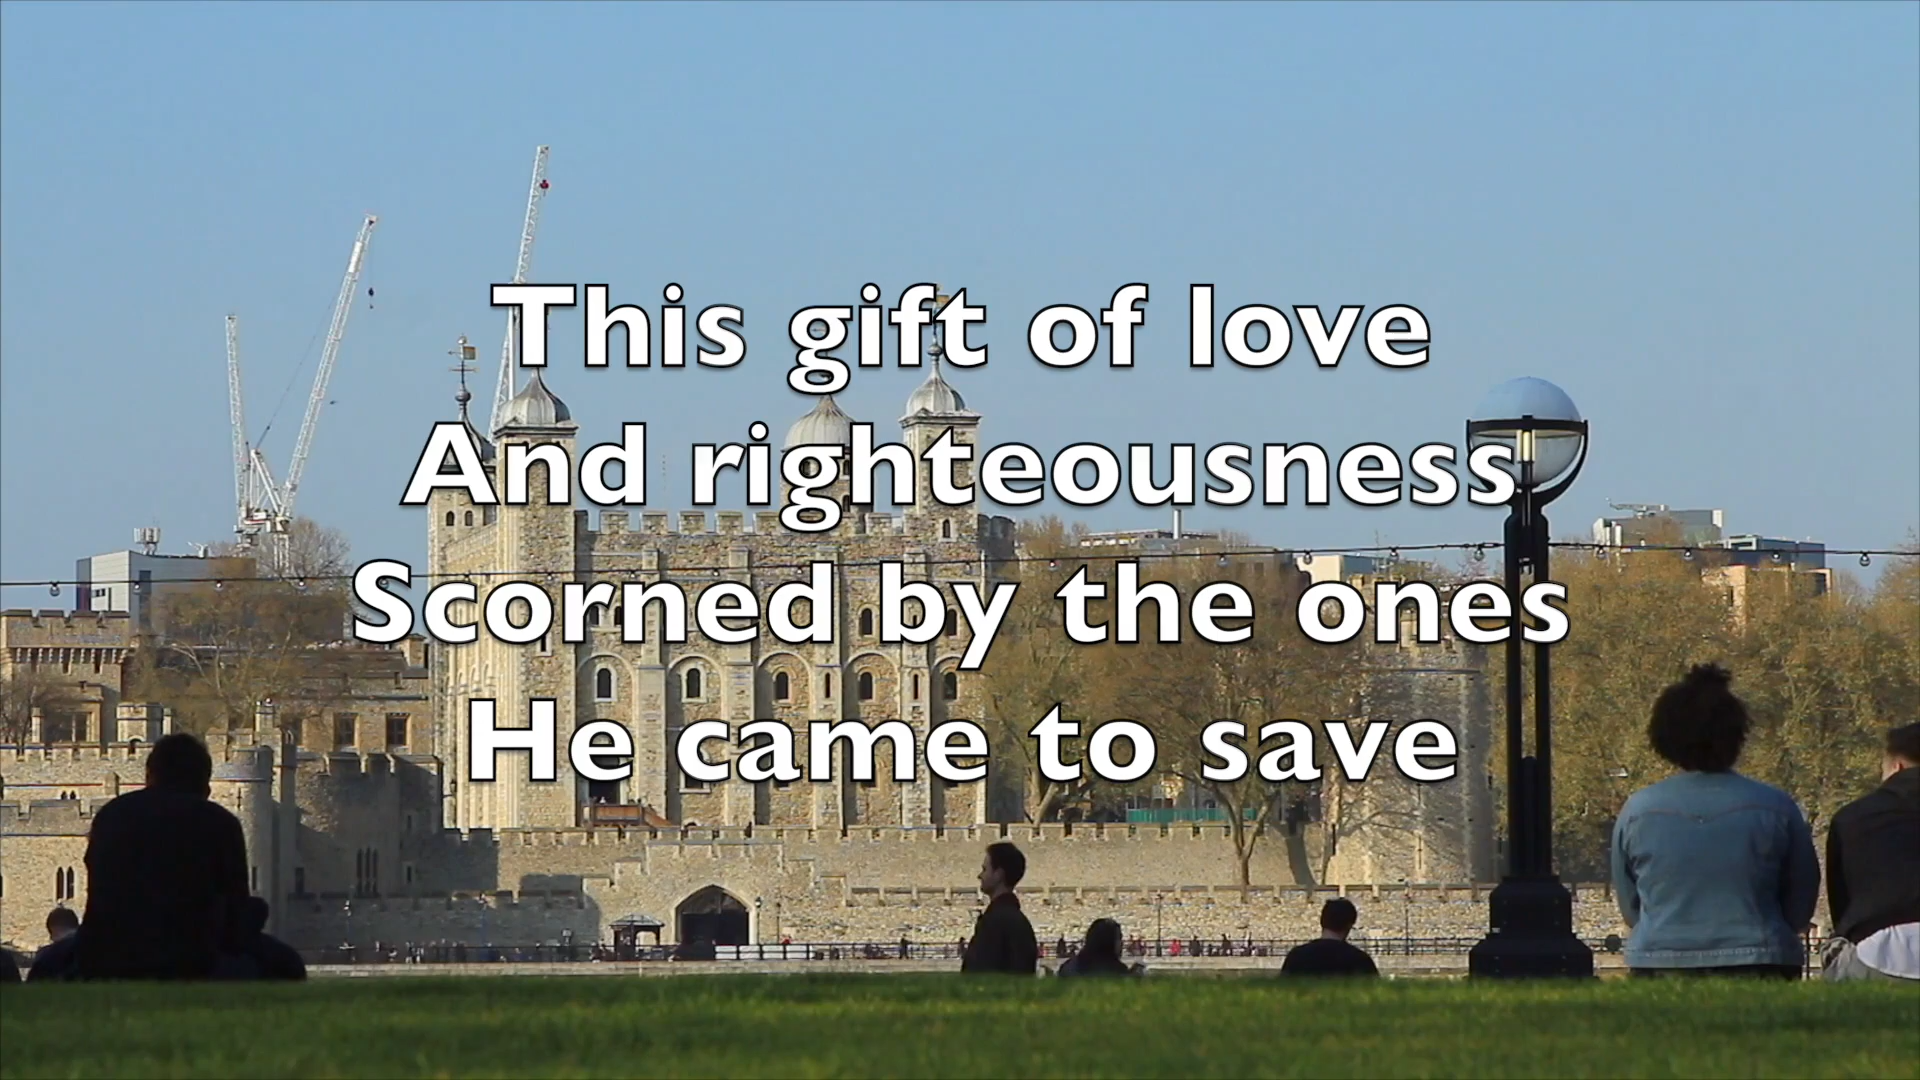 This gift of love
And righteousness
Scorned by the ones
He came to save